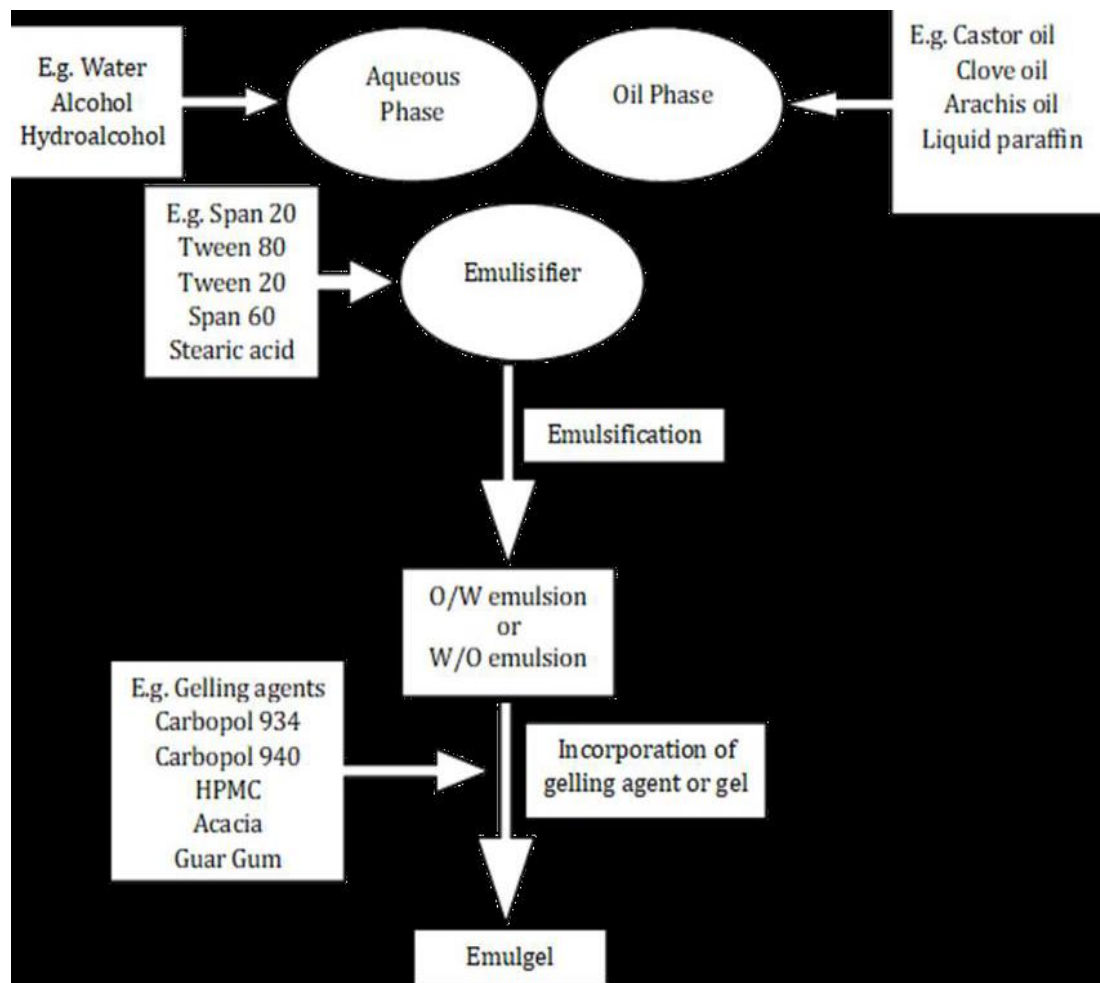 E.g. Water
Alcohol
Hydroalcohol
Aqueous
Phase
Oil Phase
E.g. Castor oil
Clove oil
Arachis oil
Liquid paraffin
E.g. Span 20
Tween 80
Tween 20
Span 60
Stearic acid
Emulisifier
Emulsification
O/W emulsion
or
W/O emulsion
E.g. Gelling agents
Carbopol 934
Carbopol 940
HPMC
Acacia
Guar Gum
Incorporation of
gelling agent or gel
Emulgel